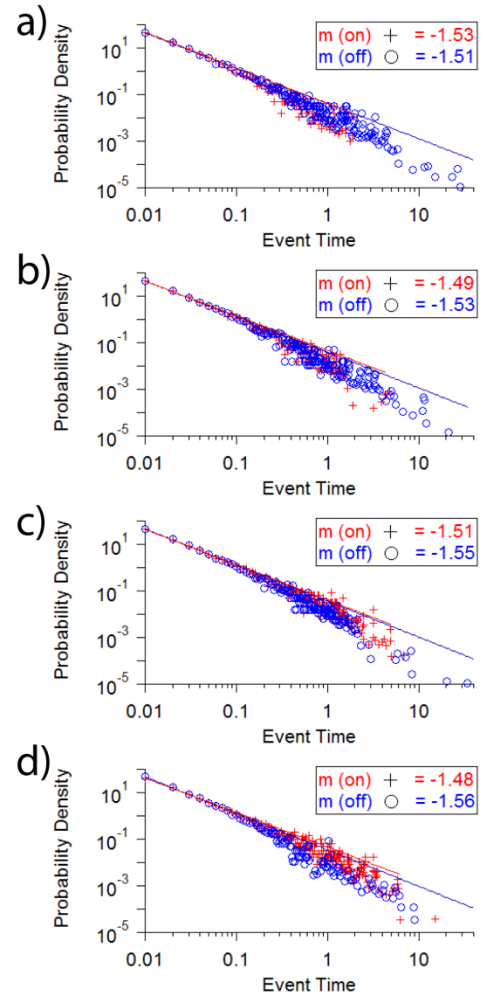 a)
Probability Density
10^1
10^-1
10^-3
10^-5
m (on) + = -1.53
m (off) ○ = -1.51
0.01 0.1 1 10
Event Time
b)
Probability Density
10^1
10^-1
10^-3
10^-5
m (on) + = -1.49
m (off) ○ = -1.53
0.01 0.1 1 10
Event Time
c)
Probability Density
10^1
10^-1
10^-3
10^-5
m (on) + = -1.51
m (off) ○ = -1.55
0.01 0.1 1 10
Event Time
d)
Probability Density
10^1
10^-1
10^-3
10^-5
m (on) + = -1.48
m (off) ○ = -1.56
0.01 0.1 1 10
Event Time